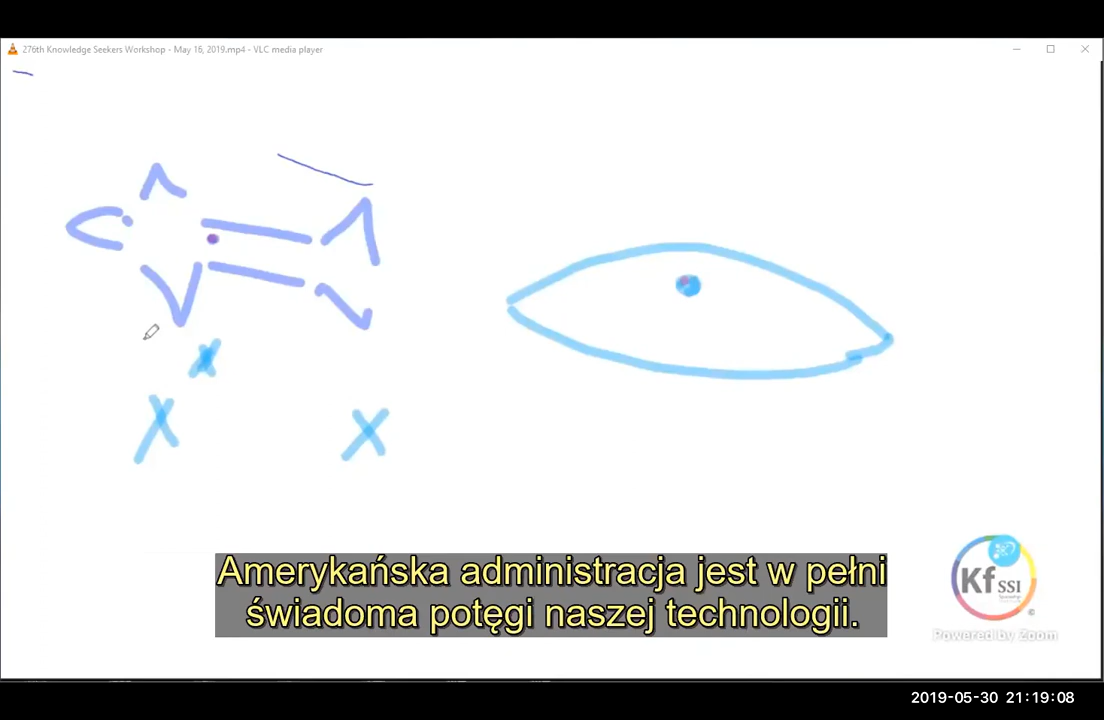 276th Knowledge Seekers Workshop - May 16, 2019.mp4 - VLC media player
X
X
X
Amerykańska administracja jest w pełni
świadoma potęgi naszej technologii.
Kf SSI
©
Powered by Zoom
2019-05-30 21:19:08